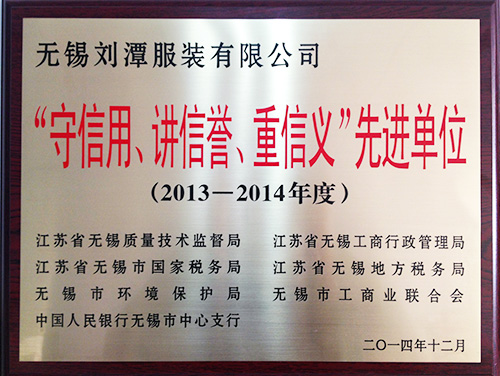 无锡刘潭服装有限公司
“守信用、讲信誉、重信义”先进单位
（2013－2014年度）
江苏省无锡质量技术监督局 江苏省无锡工商行政管理局
江苏省无锡市国家税务局 江苏省无锡地方税务局
无锡市环境保护局 无锡市工商业联合会
中国人民银行无锡市中心支行
二〇一四年十二月